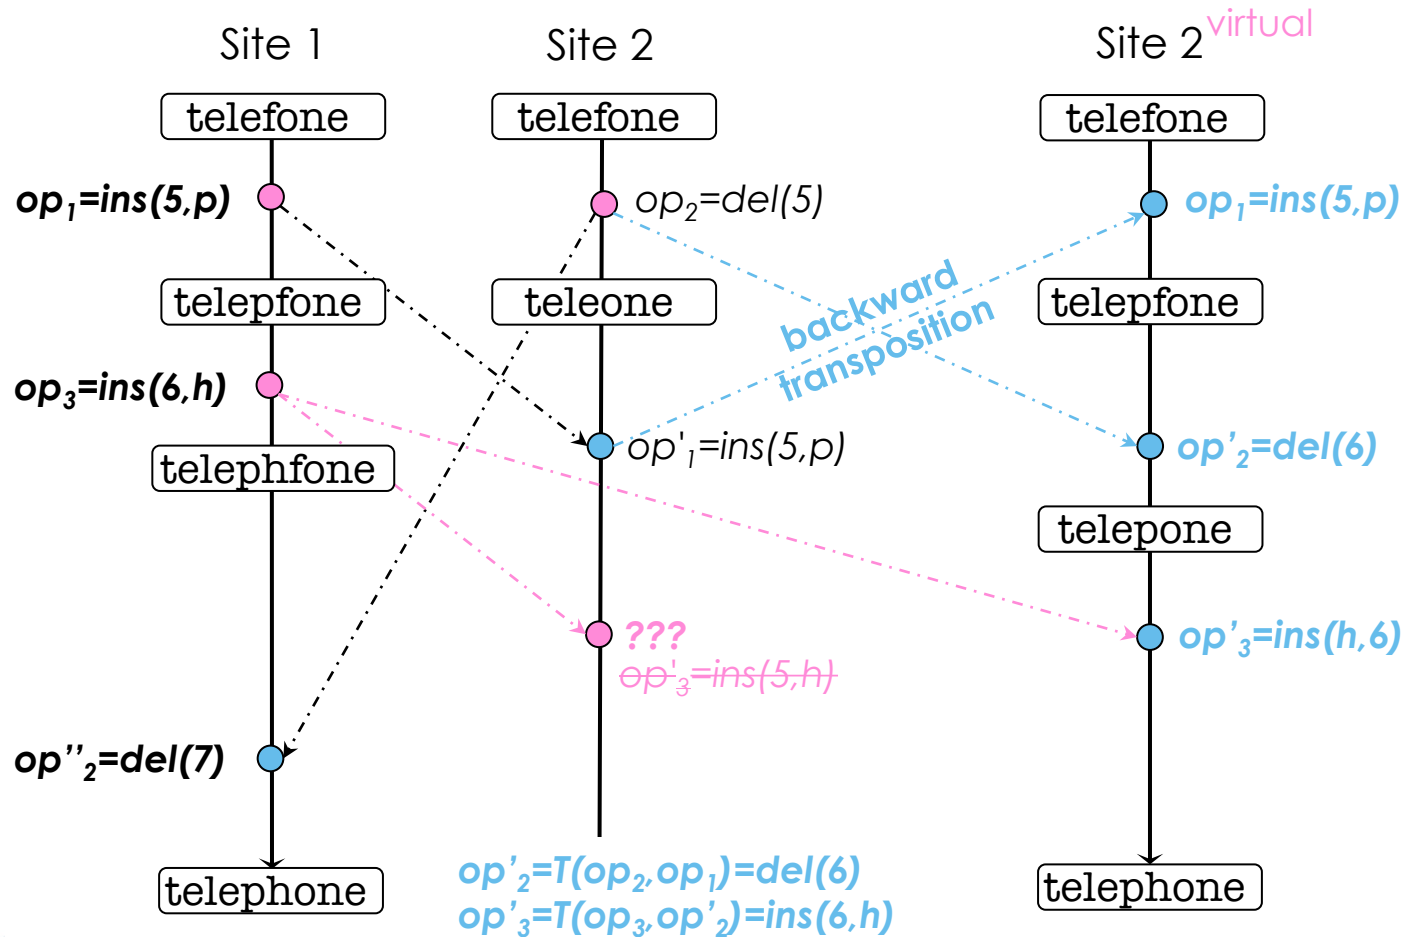 Site 1
Site 2
Site 2 virtual
telefone
telefone
telefone
op1=ins(5,p)
op2=del(5)
op1=ins(5,p)
telepfone
teleone
backward
transposition
telepfone
op3=ins(6,h)
op'1=ins(5,p)
op’2=del(6)
telephfone
telepone
???
op'3=ins(5,h)
op’3=ins(h,6)
op’’2=del(7)
op’2=T(op2,op1)=del(6)
op’3=T(op3,op’2)=ins(6,h)
telephone
telephone